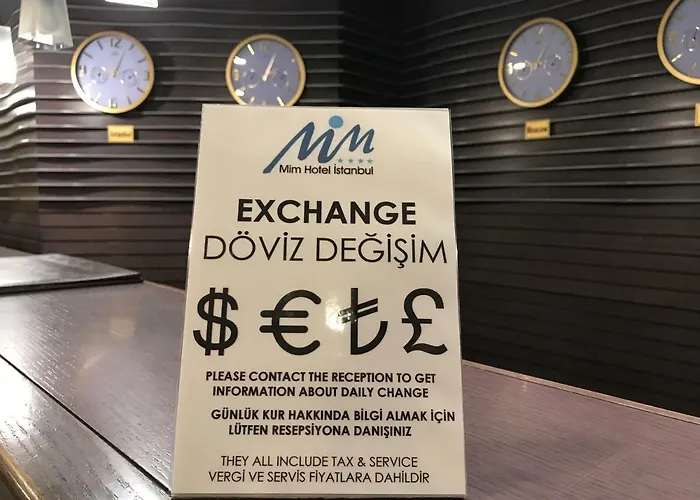 İstanbul
Moscow
Mim
Mim Hotel İstanbul
EXCHANGE
DÖVİZ DEĞİŞİM
$ € ₺ £
PLEASE CONTACT THE RECEPTION TO GET
INFORMATION ABOUT DAILY CHANGE
GÜNLÜK KUR HAKKINDA BİLGİ ALMAK İÇİN
LÜTFEN RESEPSİYONA DANIŞINIZ
THEY ALL INCLUDE TAX & SERVICE
VERGİ VE SERVİS FİYATLARA DAHİLDİR